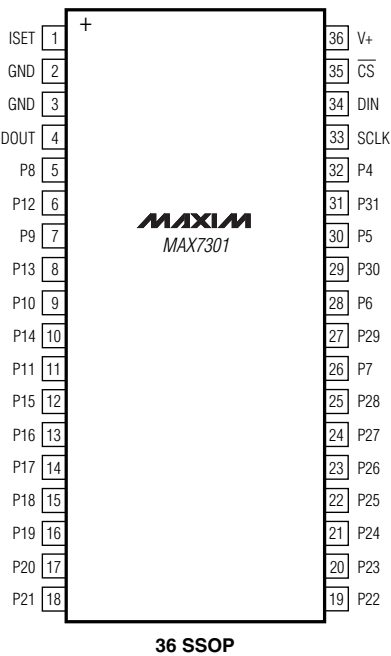 +
ISET 1 36 V+
GND 2 35 CS
GND 3 34 DIN
DOUT 4 33 SCLK
P8 5 32 P4
P12 6 31 P31
P9 7 30 P5
P13 8 29 P30
P10 9 28 P6
P14 10 27 P29
P11 11 26 P7
P15 12 25 P28
P16 13 24 P27
P17 14 23 P26
P18 15 22 P25
P19 16 21 P24
P20 17 20 P23
P21 18 19 P22
MAXIM
MAX7301
36 SSOP